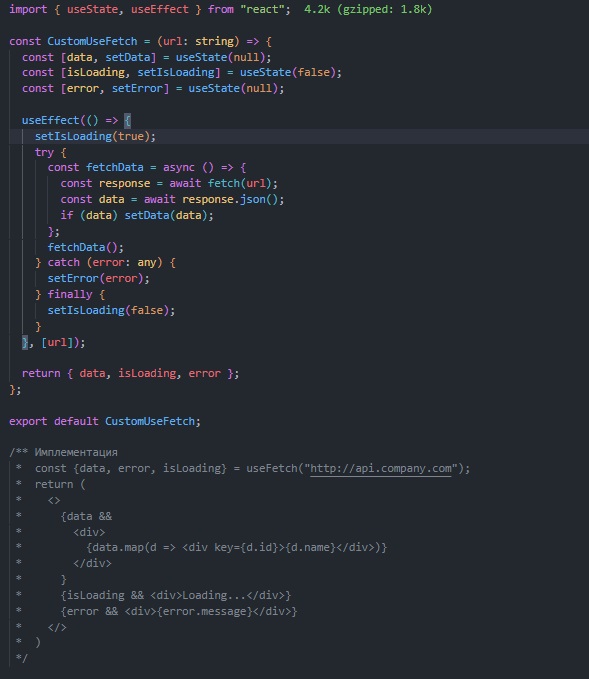 import { useState, useEffect } from "react";  4.2k (gzipped: 1.8k)

const CustomUseFetch = (url: string) => {
  const [data, setData] = useState(null);
  const [isLoading, setIsLoading] = useState(false);
  const [error, setError] = useState(null);

  useEffect(() => {
    setIsLoading(true);
    try {
      const fetchData = async () => {
        const response = await fetch(url);
        const data = await response.json();
        if (data) setData(data);
      };
      fetchData();
    } catch (error: any) {
      setError(error);
    } finally {
      setIsLoading(false);
    }
  }, [url]);

  return { data, isLoading, error };
};

export default CustomUseFetch;

/** Имплементация
 *  const {data, error, isLoading} = useFetch("http://api.company.com");
 *  return (
 *    <>
 *      {data &&
 *        <div>
 *          {data.map(d => <div key={d.id}>{d.name}</div>)}
 *        </div>
 *      }
 *      {isLoading && <div>Loading...</div>}
 *      {error && <div>{error.message}</div>}
 *    </>
 *  )
 */